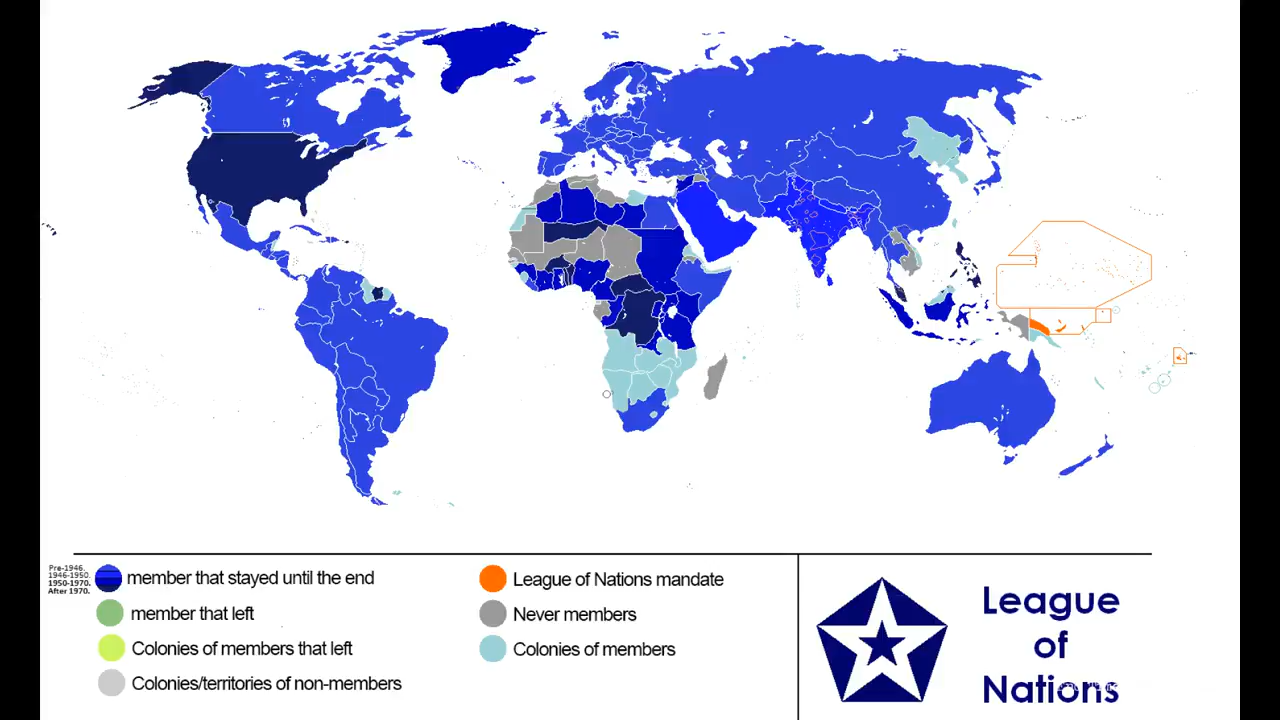 Pre-1946.
1946-1950.
1950-1970.
After 1970.
member that stayed until the end
member that left
Colonies of members that left
Colonies/territories of non-members
League of Nations mandate
Never members
Colonies of members
League
of
Nations